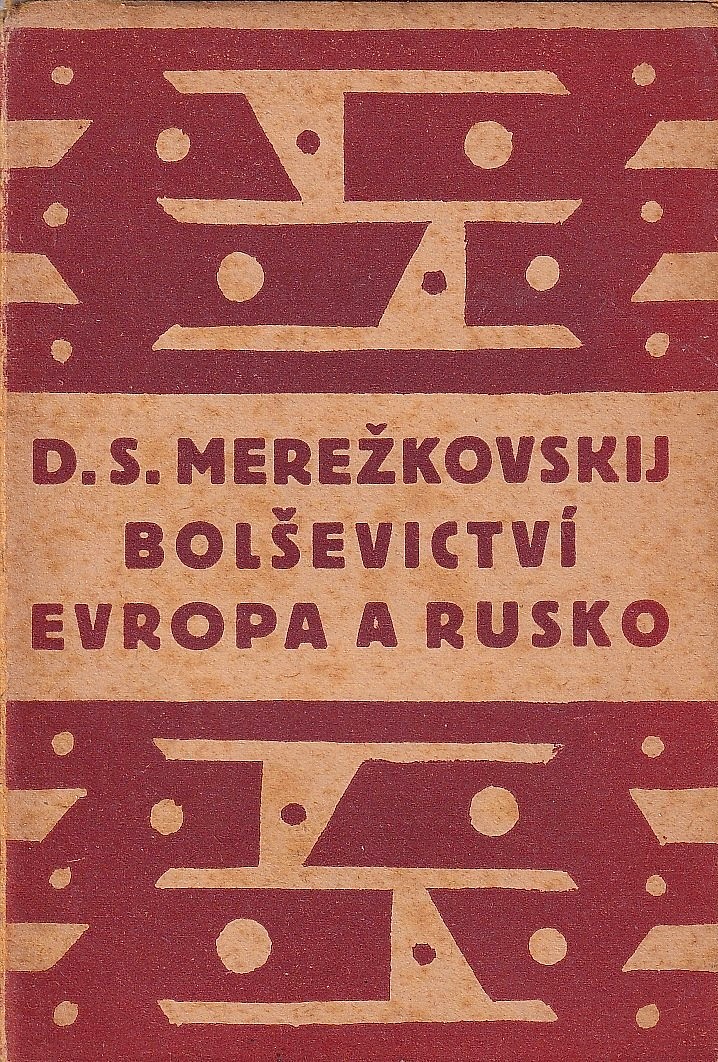 D. S. MEREŽKOVSKIJ
BOLŠEVICTVÍ
EVROPA A RUSKO